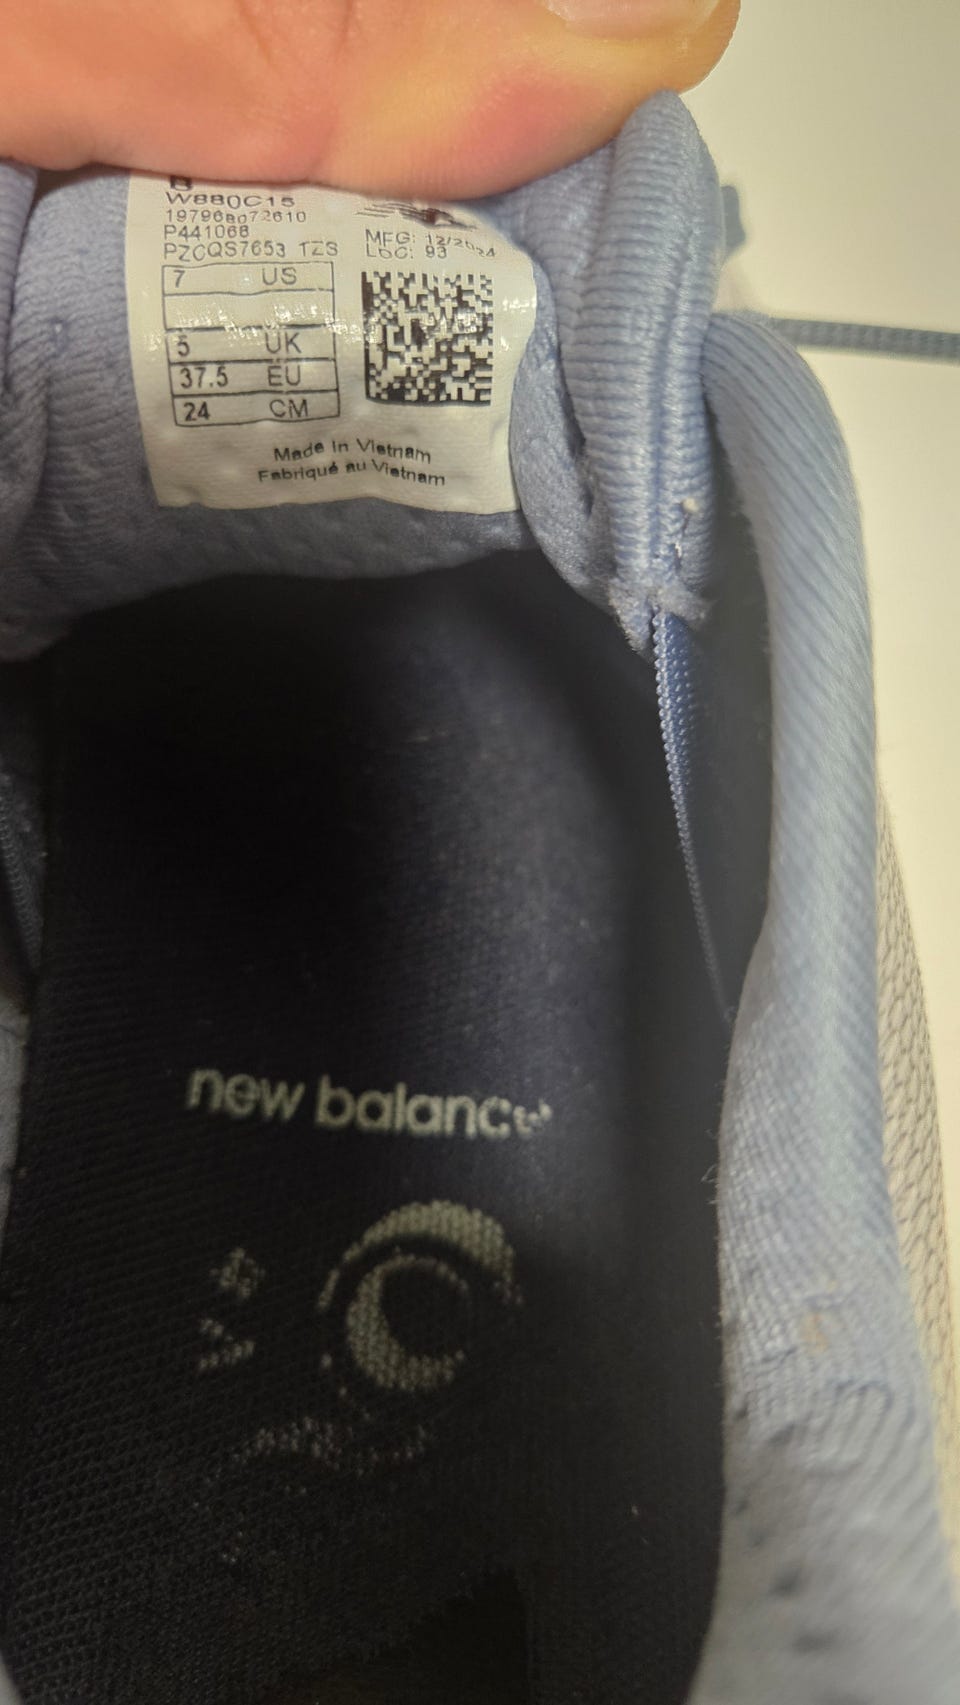 B
W880C15
P441068
PZCQS7653 TZS
MFG: 12/2024
LOC: 93
7 US
5 UK
37.5 EU
24 CM
Made In Vietnam
Fabriqué au Vietnam
new balance